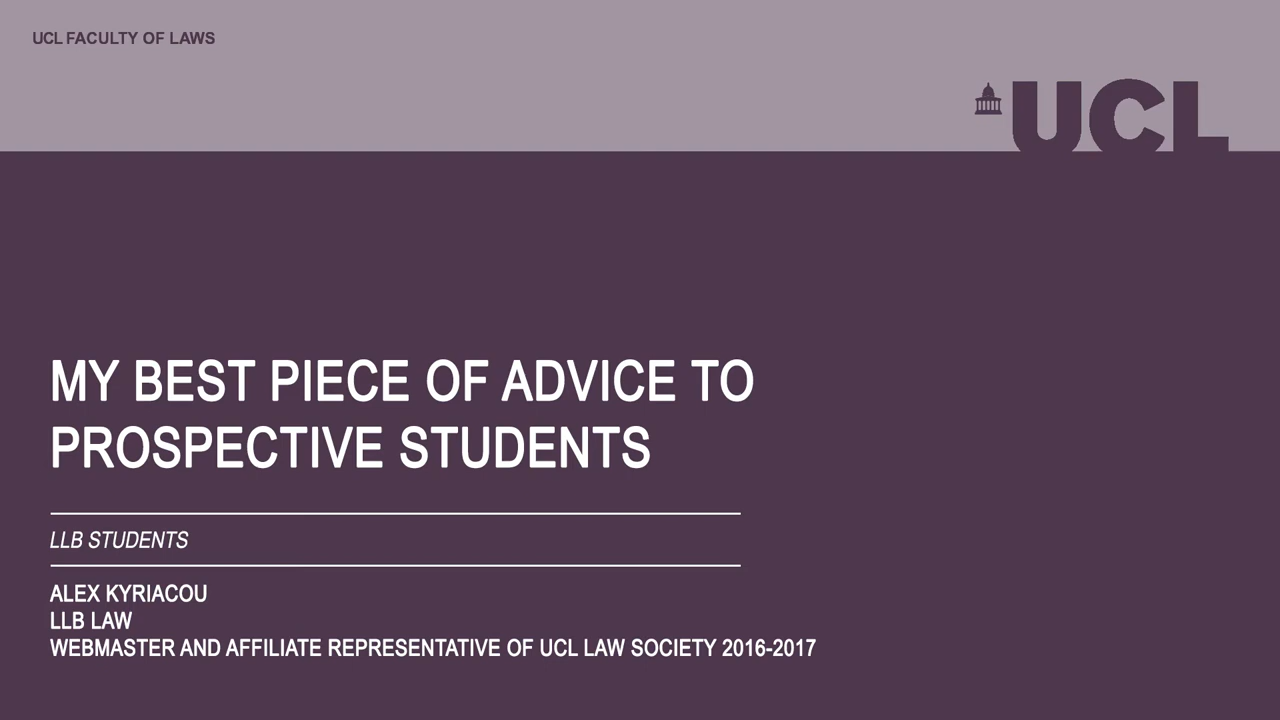 UCL FACULTY OF LAWS
UCL
MY BEST PIECE OF ADVICE TO
PROSPECTIVE STUDENTS
LLB STUDENTS
ALEX KYRIACOU
LLB LAW
WEBMASTER AND AFFILIATE REPRESENTATIVE OF UCL LAW SOCIETY 2016-2017